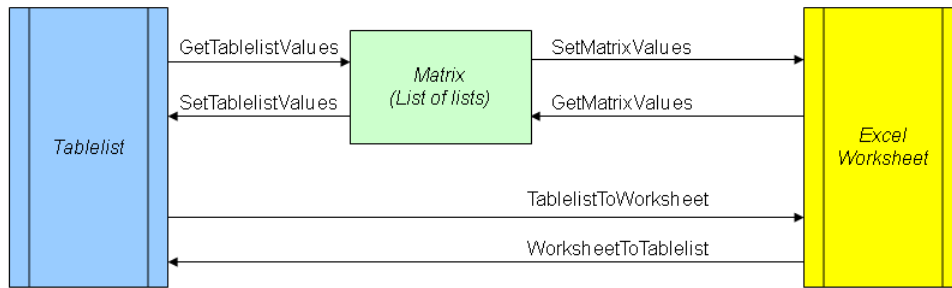 GetTablelistValues
SetMatrixValues
Matrix
(List of lists)
SetTablelistValues
GetMatrixValues
Tablelist
Excel
Worksheet
TablelistToWorksheet
WorksheetToTablelist